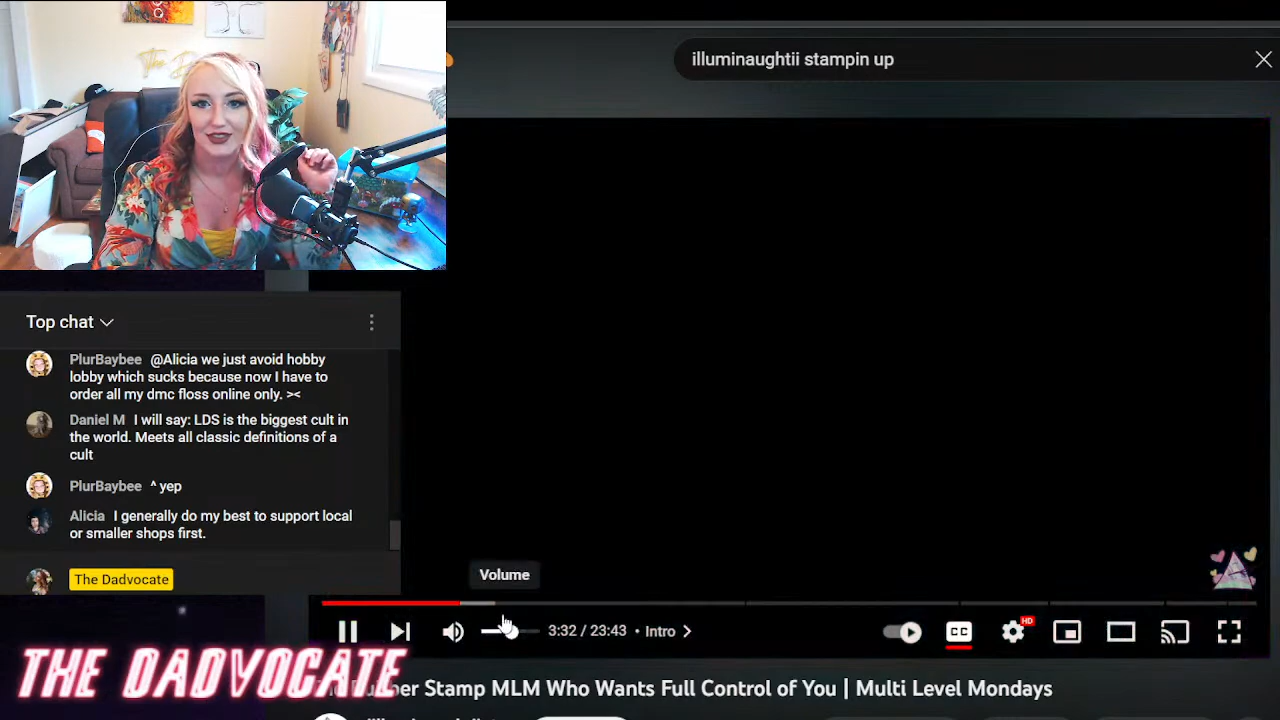 illuminaughtii stampin up
Top chat
PlurBaybee @Alicia we just avoid hobby
lobby which sucks because now I have to
order all my dmc floss online only. ><
Daniel M I will say: LDS is the biggest cult in
the world. Meets all classic definitions of a
cult
PlurBaybee ^ yep
Alicia I generally do my best to support local
or smaller shops first.
The Dadvocate
Volume
3:32 / 23:43 • Intro
CC
HD
THE DADVOCATE
Stamp MLM Who Wants Full Control of You | Multi Level Mondays